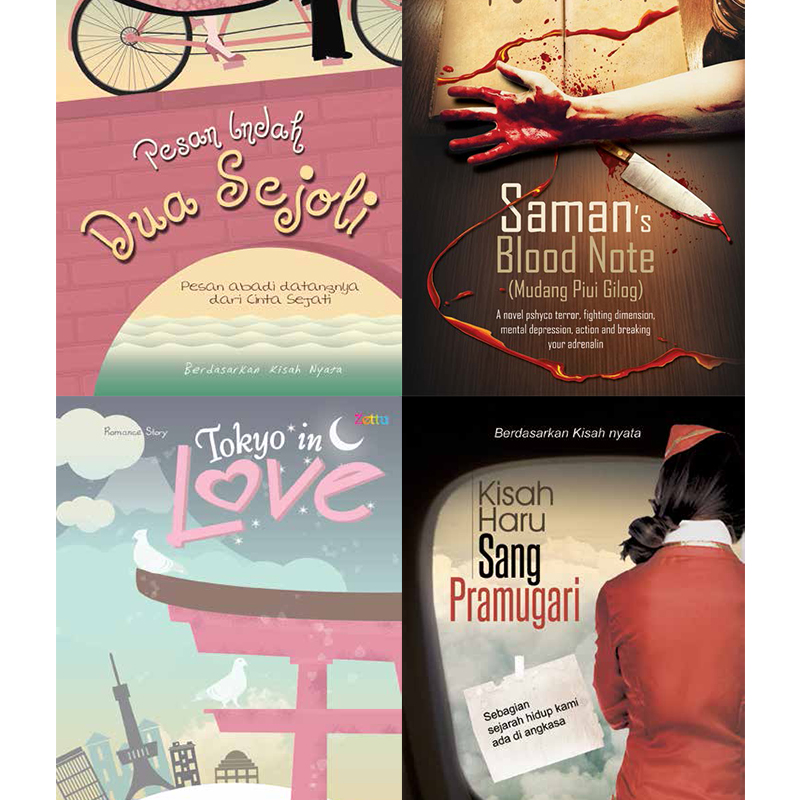 Pesan Indah
Dua Sejoli
Pesan abadi datangnya
dari Cinta Sejati
Berdasarkan Kisah Nyata
Saman's
Blood Note
(Mudang Piui Gilog)
A novel pshyco terror, fighting dimension,
mental depression, action and breaking
your adrenalin
Romance Story
Zettu
Tokyo in
Love
Berdasarkan Kisah nyata
Kisah
Haru
Sang
Pramugari
Sebagian
sejarah hidup kami
ada di angkasa